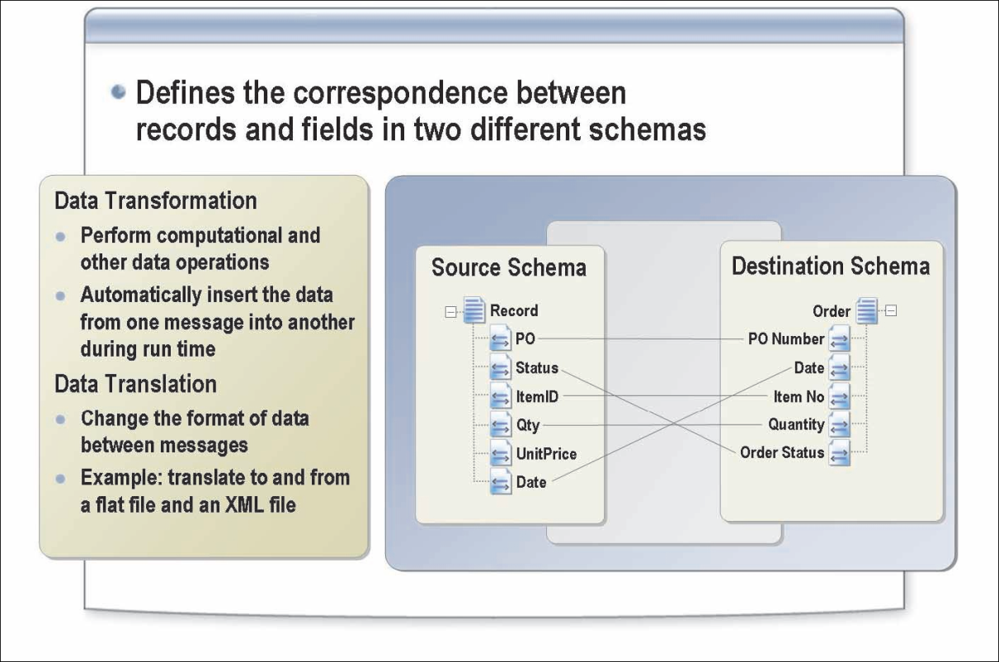 Defines the correspondence between
records and fields in two different schemas
Data Transformation
Perform computational and
other data operations
Automatically insert the data
from one message into another
during run time
Data Translation
Change the format of data
between messages
Example: translate to and from
a flat file and an XML file
Source Schema
Record
PO
Status
ItemID
Qty
UnitPrice
Date
Destination Schema
Order
PO Number
Date
Item No
Quantity
Order Status